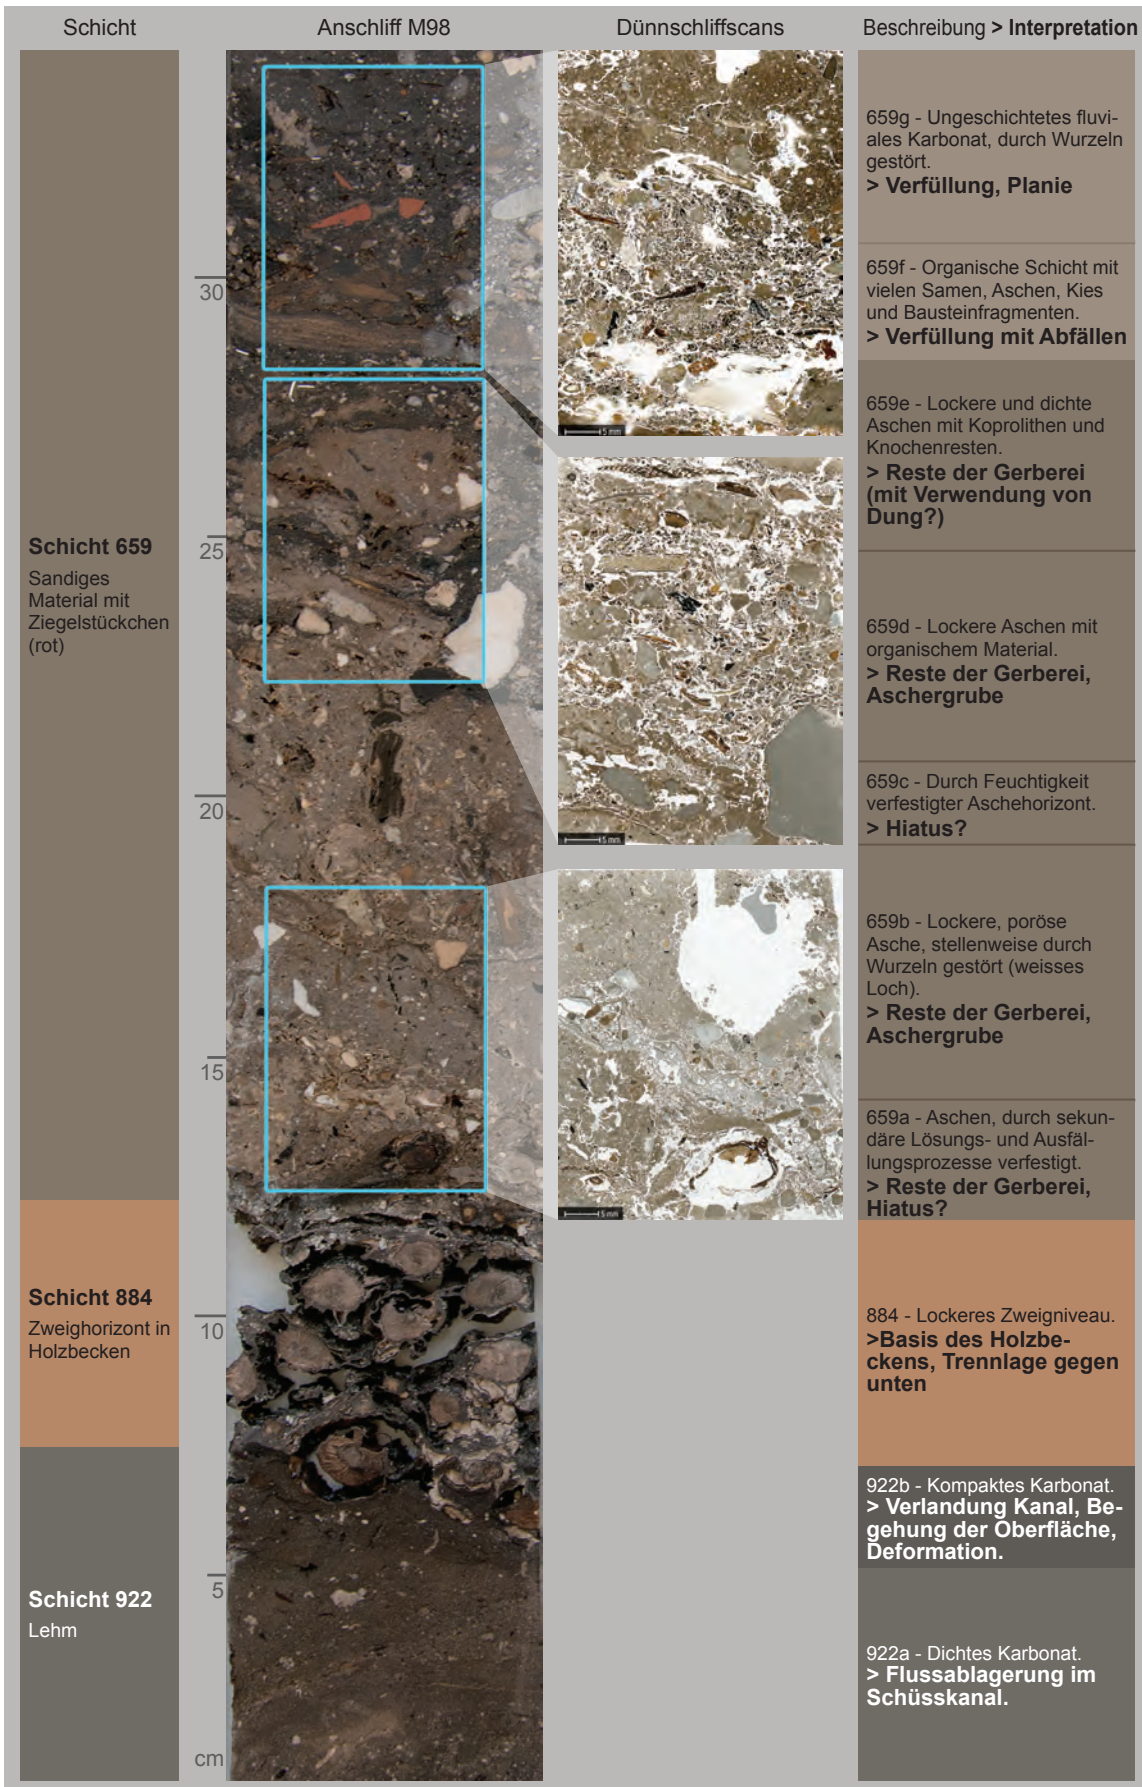 Schicht
Anschliff M98
Dünnschliffscans
Beschreibung > Interpretation
Schicht 659
Sandiges
Material mit
Ziegelstückchen
(rot)
Schicht 884
Zweighorizont in
Holzbecken
Schicht 922
Lehm
30
25
20
15
10
5
cm
5 mm
5 mm
5 mm
659g - Ungeschichtetes fluvi-
ales Karbonat, durch Wurzeln
gestört.
> Verfüllung, Planie
659f - Organische Schicht mit
vielen Samen, Aschen, Kies
und Bausteinfragmenten.
> Verfüllung mit Abfällen
659e - Lockere und dichte
Aschen mit Koprolithen und
Knochenresten.
> Reste der Gerberei
(mit Verwendung von
Dung?)
659d - Lockere Aschen mit
organischem Material.
> Reste der Gerberei,
Aschergrube
659c - Durch Feuchtigkeit
verfestigter Aschehorizont.
> Hiatus?
659b - Lockere, poröse
Asche, stellenweise durch
Wurzeln gestört (weisses
Loch).
> Reste der Gerberei,
Aschergrube
659a - Aschen, durch sekun-
däre Lösungs- und Ausfäl-
lungsprozesse verfestigt.
> Reste der Gerberei,
Hiatus?
884 - Lockeres Zweigniveau.
>Basis des Holzbe-
ckens, Trennlage gegen
unten
922b - Kompaktes Karbonat.
> Verlandung Kanal, Be-
gehung der Oberfläche,
Deformation.
922a - Dichtes Karbonat.
> Flussablagerung im
Schüsskanal.